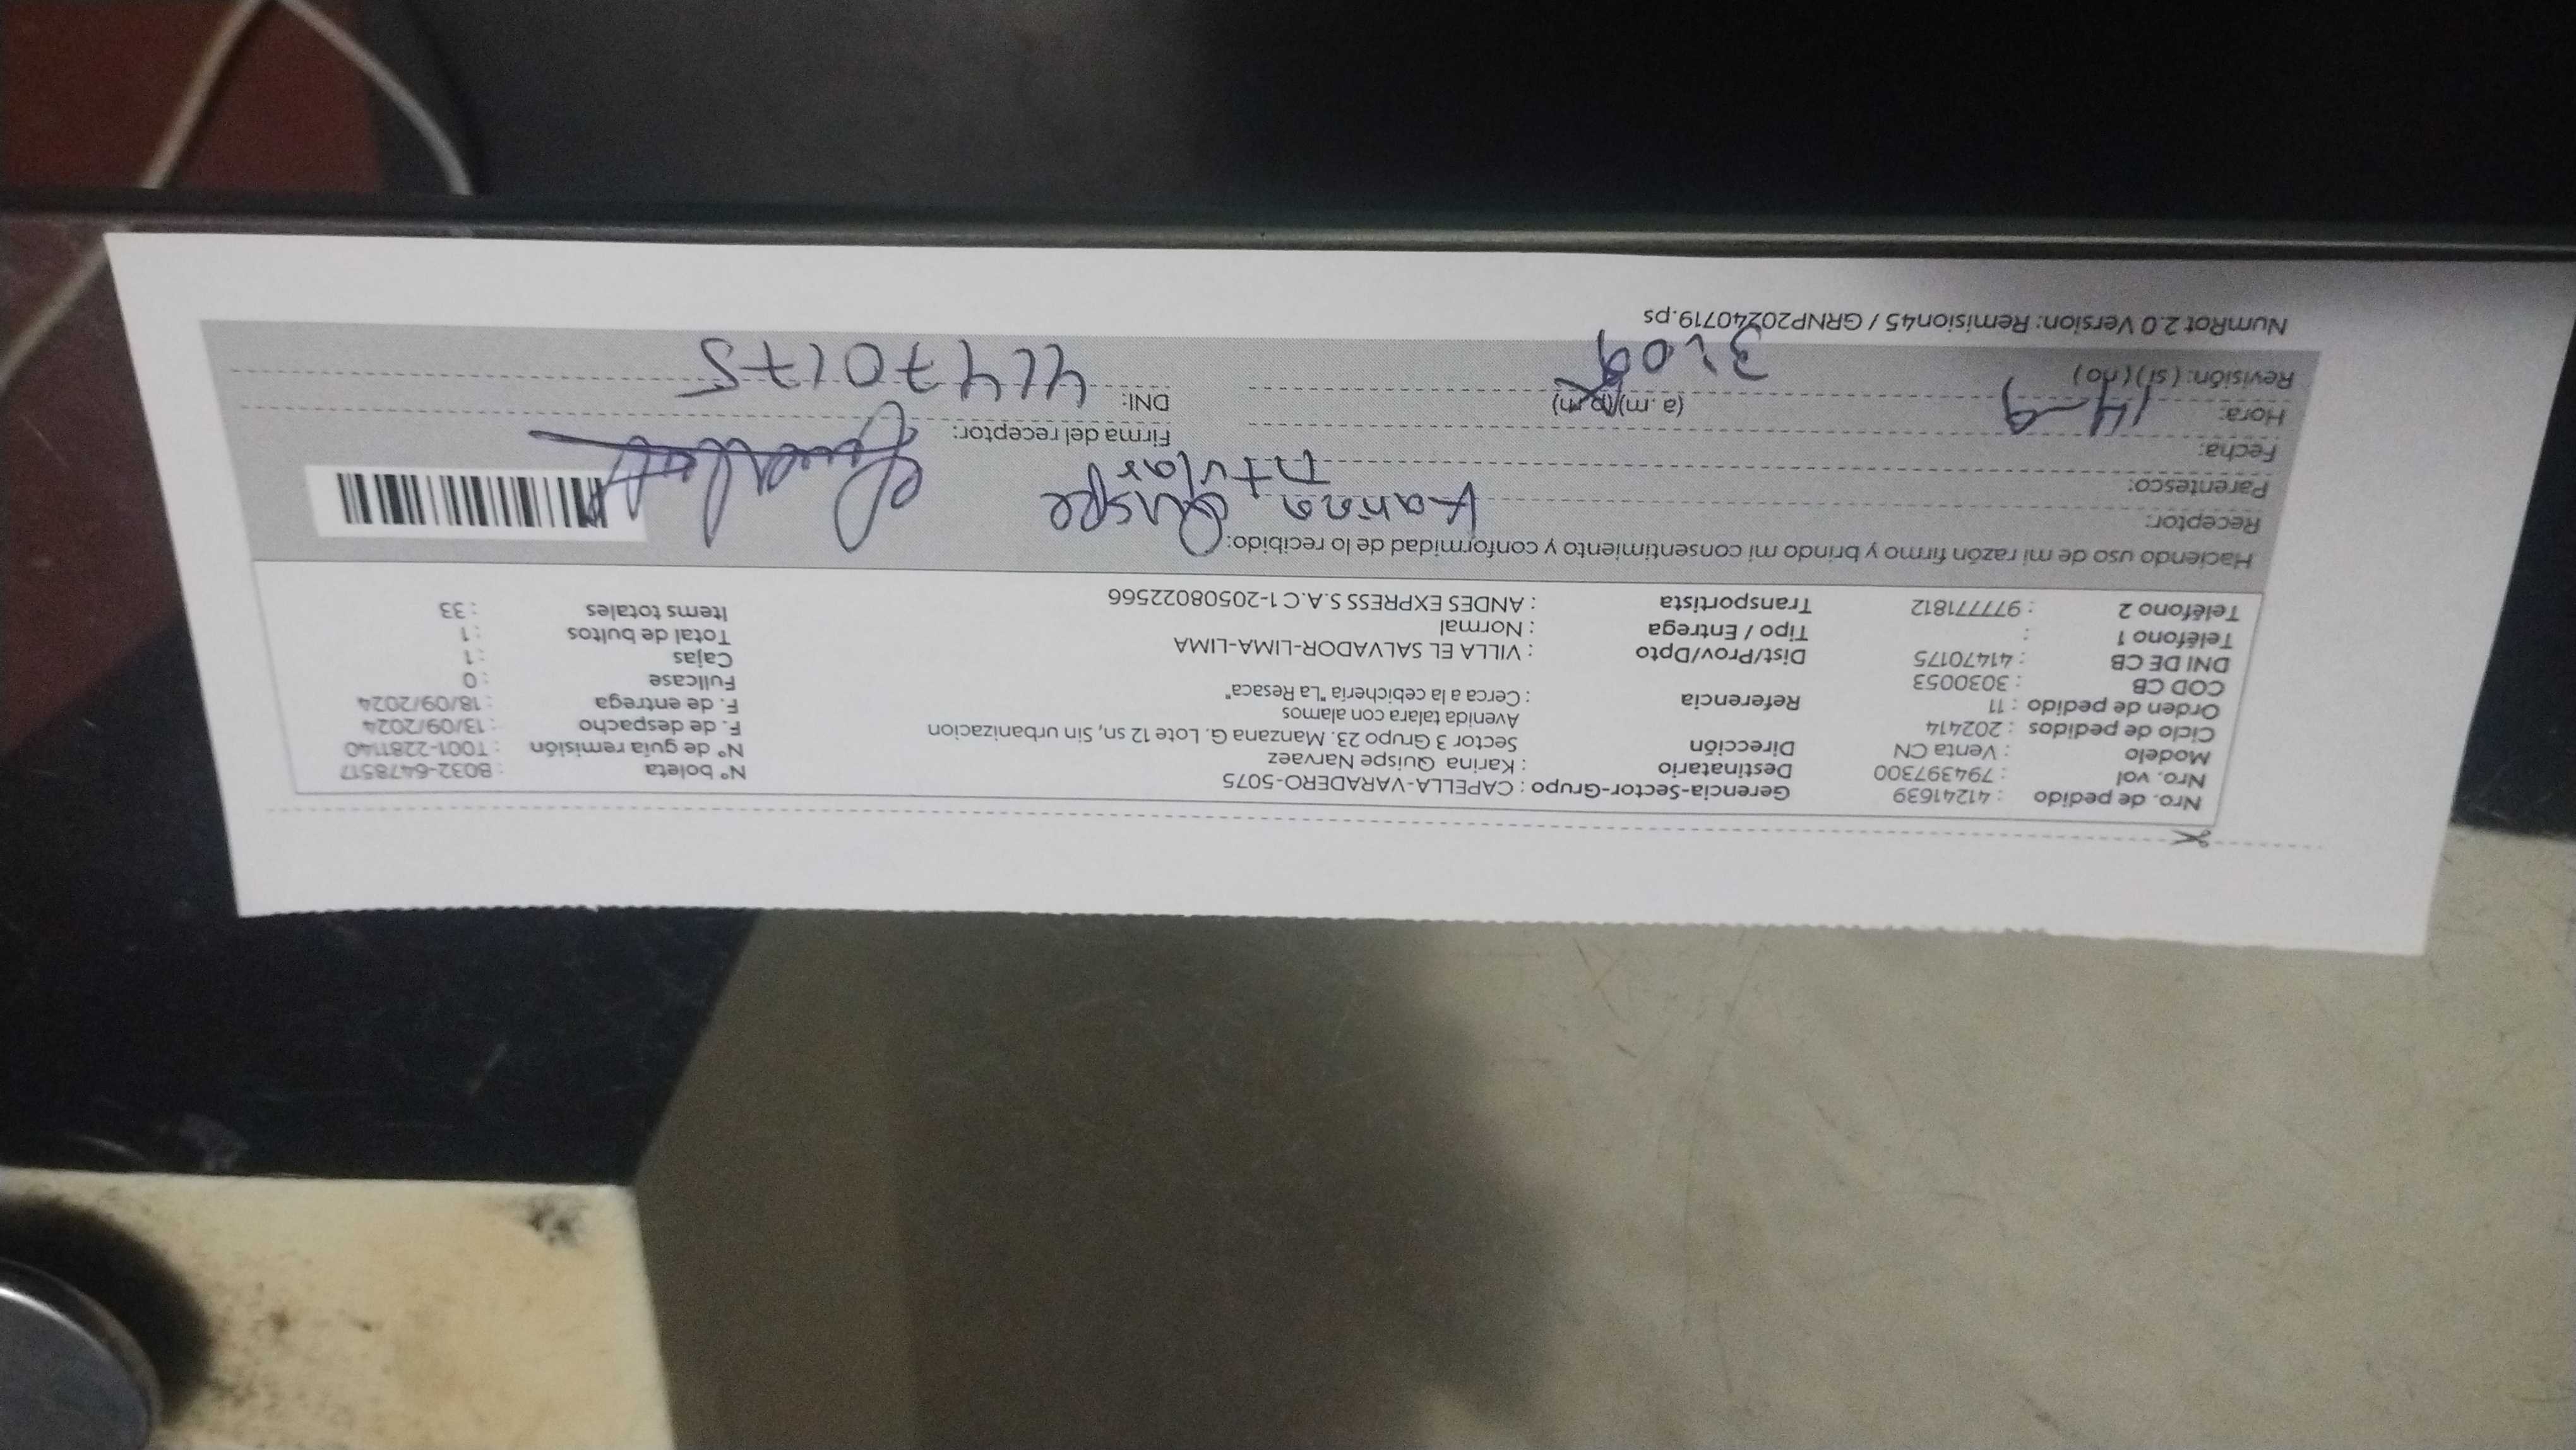 Nro. de pedido : 41241639 Gerencia-Sector-Grupo : CAPELLA-VARADERO-5075 N° boleta : B032-6478517
Nro. vol : 794397300 Destinatario : Karina Quispe Narvaez N° de guía remisión : T001-2281140
Modelo : Venta CN Dirección : Sector 3 Grupo 23. Manzana G. Lote 12 sn, Sin urbanizacion F. de despacho : 13/09/2024
Ciclo de pedidos : 202414 Avenida talara con alamos F. de entrega : 18/09/2024
Orden de pedido : 11 Referencia : Cerca a la cebichería "La Resaca" Fullcase : 0
COD CB : 3030053 Cajas : 1
DNI DE CB : 41470175 Dist/Prov/Dpto : VILLA EL SALVADOR-LIMA-LIMA Total de bultos : 1
Teléfono 1 : Tipo / Entrega : Normal Items totales : 33
Teléfono 2 : 977771812 Transportista : ANDES EXPRESS S.A.C 1-20508022566
Haciendo uso de mi razón firmo y brindo mi consentimiento y conformidad de lo recibido:
Receptor: Karina Quispe
Parentesco: titular
Fecha: 14-9 Firma del receptor:
Hora: 3:09 (a.m)(p.m) DNI: 41470175
Revisión: (si) (no)
NumRot 2.0 Version: Remision45 / GRNP20240719.ps